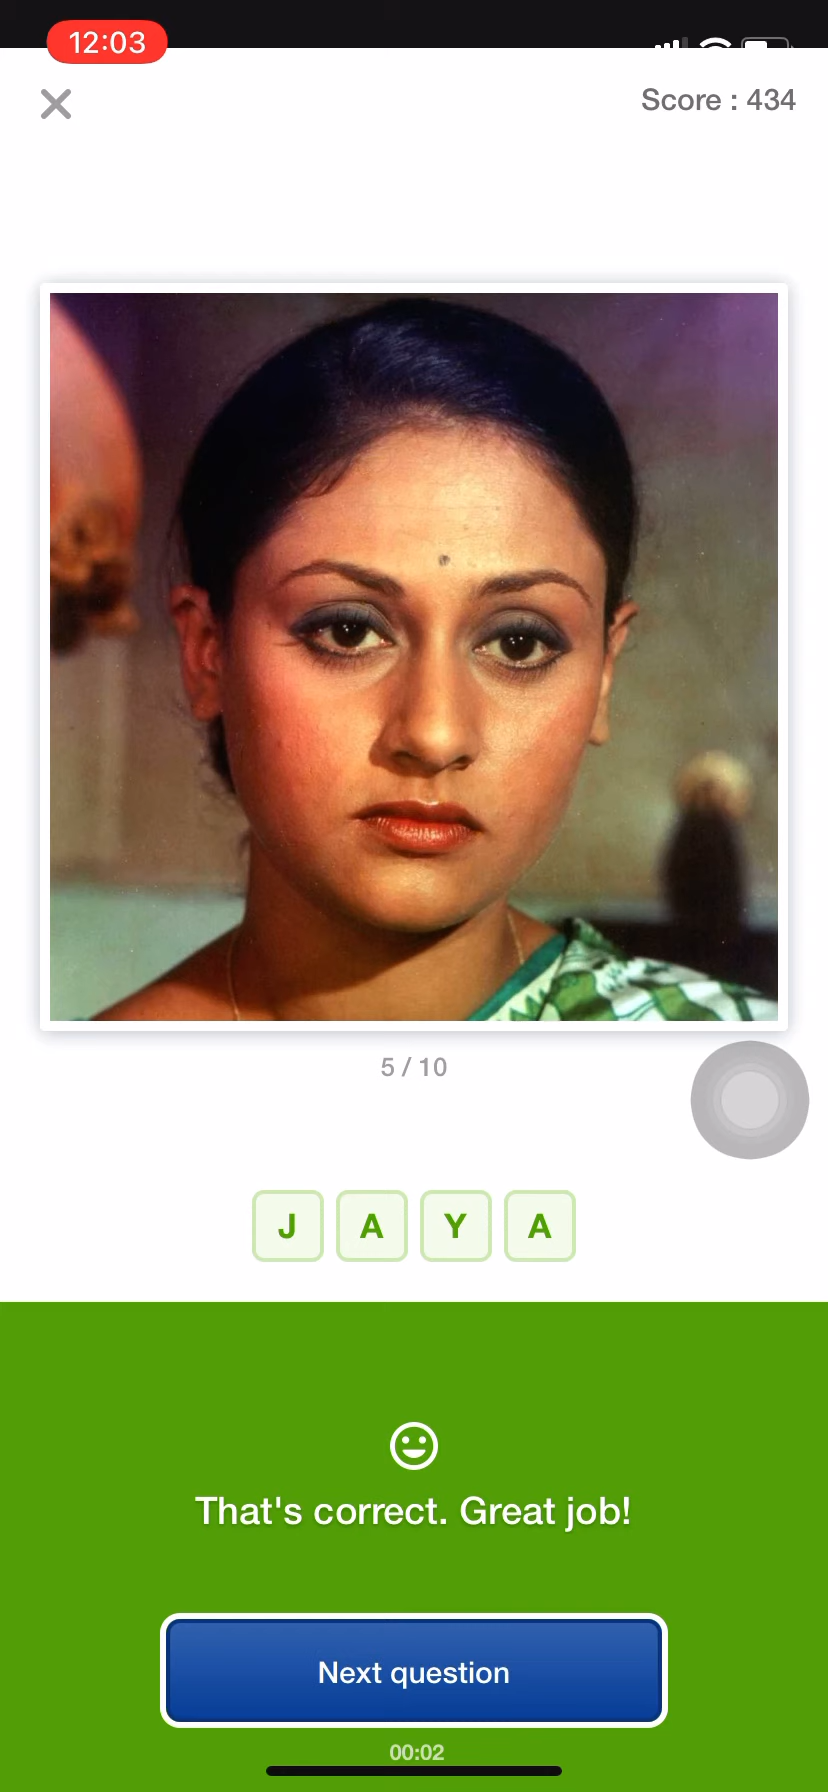 12:03
Score : 434
5 / 10
J A Y A
That's correct. Great job!
Next question
00:02